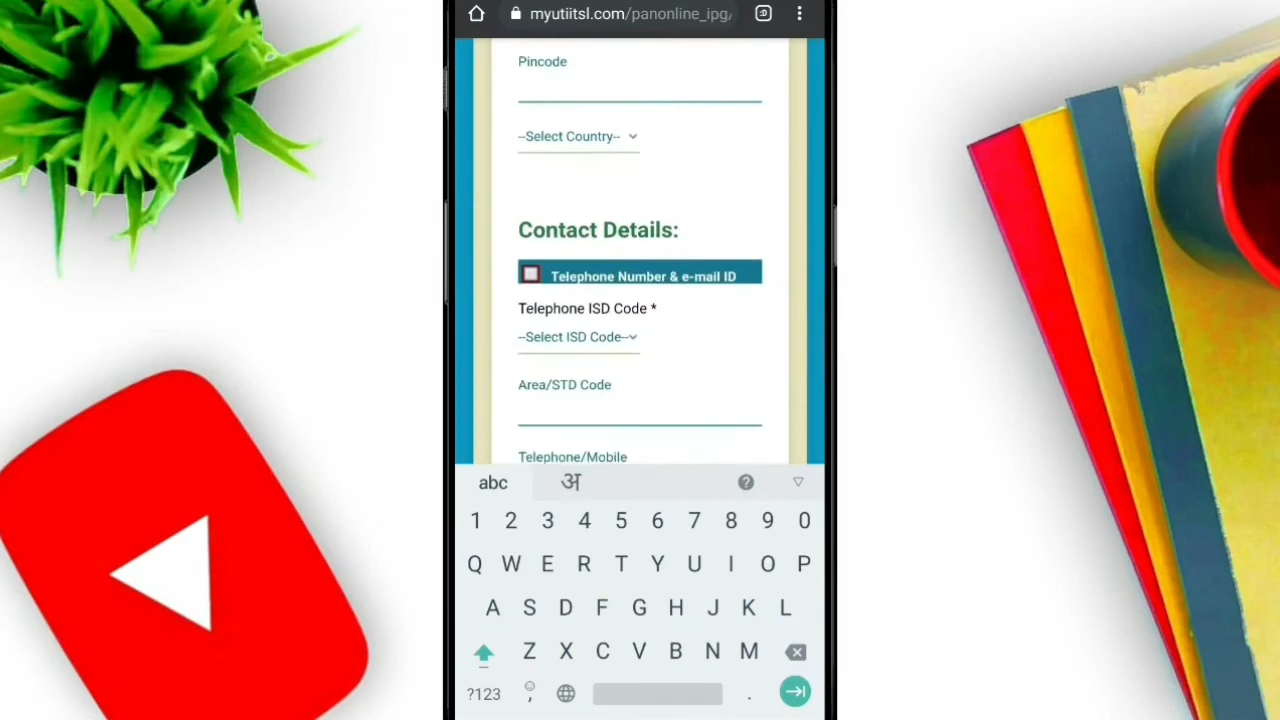 myutiitsl.com/panonline_ipg/
:D
Pincode
--Select Country--
Contact Details:
Telephone Number & e-mail ID
Telephone ISD Code *
--Select ISD Code--
Area/STD Code
Telephone/Mobile
abc अ ?
1 2 3 4 5 6 7 8 9 0
Q W E R T Y U I O P
A S D F G H J K L
Z X C V B N M
?123 , .